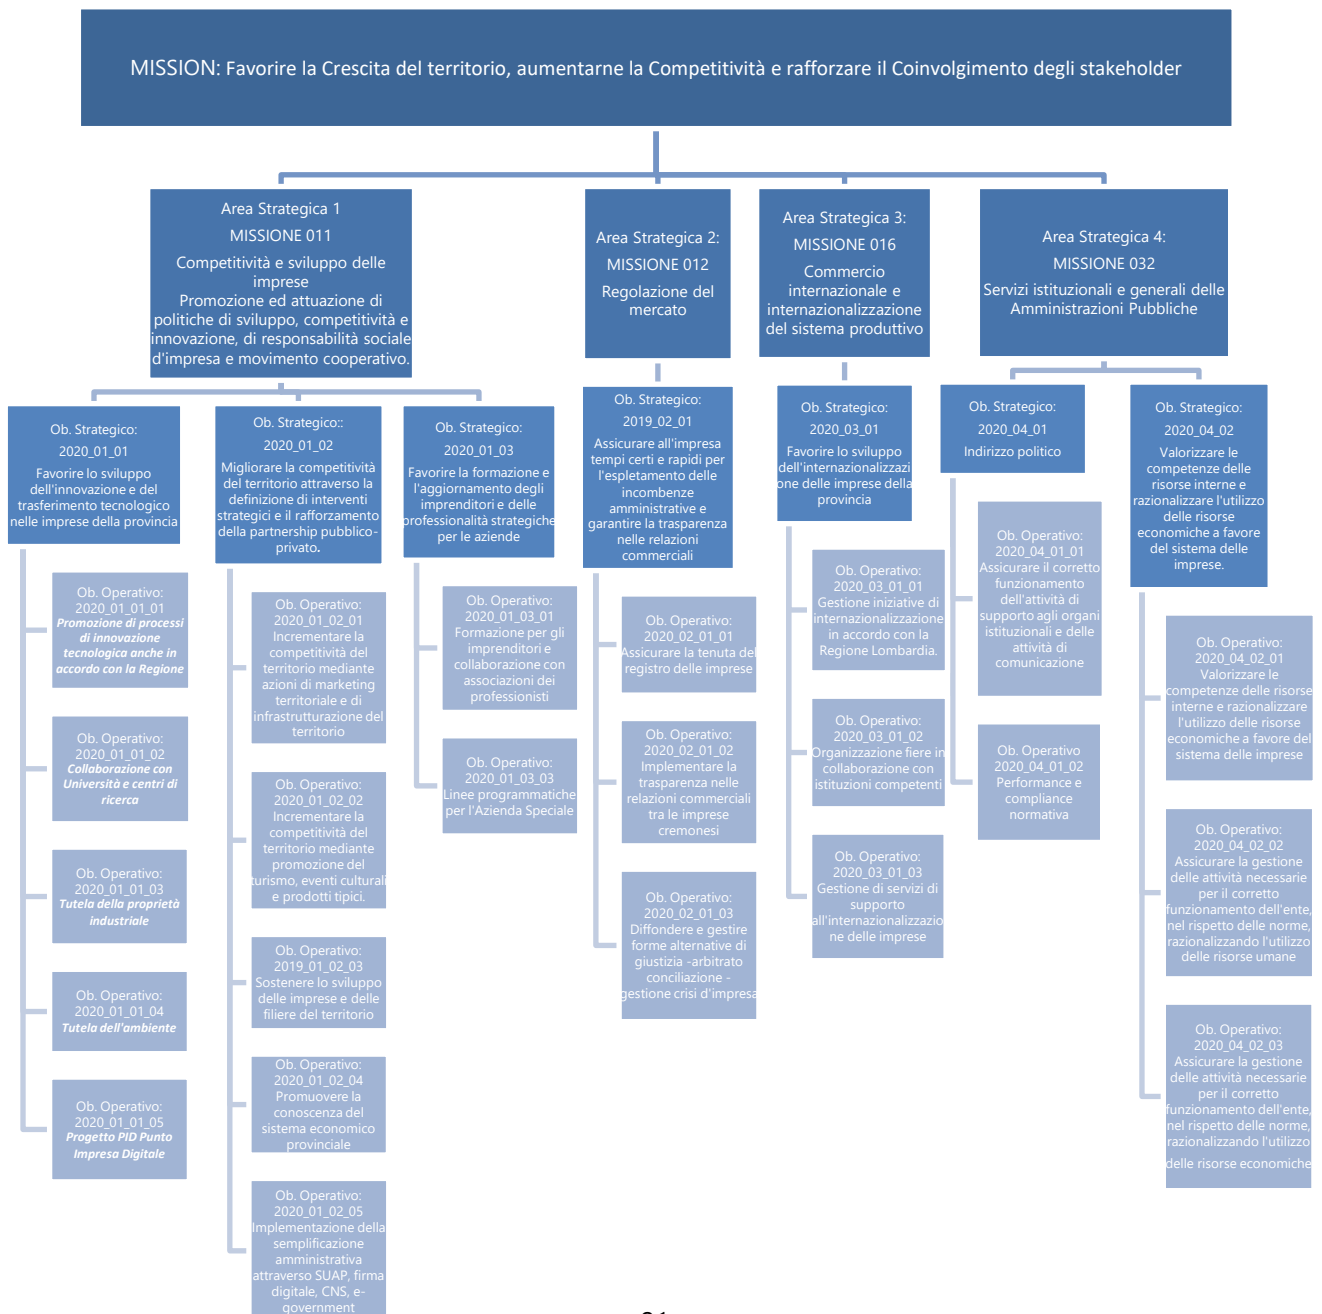 MISSION: Favorire la Crescita del territorio, aumentarne la Competitività e rafforzare il Coinvolgimento degli stakeholder
Area Strategica 1
MISSIONE 011
Competitività e sviluppo delle
imprese
Promozione ed attuazione di
politiche di sviluppo, competitività e
innovazione, di responsabilità sociale
d'impresa e movimento cooperativo.
Area Strategica 2:
MISSIONE 012
Regolazione del
mercato
Area Strategica 3:
MISSIONE 016
Commercio
internazionale e
internazionalizzazione
del sistema produttivo
Area Strategica 4:
MISSIONE 032
Servizi istituzionali e generali delle
Amministrazioni Pubbliche
Ob. Strategico:
2020_01_01
Favorire lo sviluppo
dell'innovazione e del
trasferimento tecnologico
nelle imprese della provincia
Ob. Operativo:
2020_01_01_01
Promozione di processi
di innovazione
tecnologica anche in
accordo con la Regione
Ob. Operativo:
2020_01_01_02
Collaborazione con
Università e centri di
ricerca
Ob. Operativo:
2020_01_01_03
Tutela della proprietà
industriale
Ob. Operativo:
2020_01_01_04
Tutela dell'ambiente
Ob. Operativo:
2020_01_01_05
Progetto PID Punto
Impresa Digitale
Ob. Strategico::
2020_01_02
Migliorare la competitività
del territorio attraverso la
definizione di interventi
strategici e il rafforzamento
della partnership pubblico-
privato.
Ob. Operativo:
2020_01_02_01
Incrementare la
competitività del
territorio mediante
azioni di marketing
territoriale e di
infrastrutturazione del
territorio
Ob. Operativo:
2020_01_02_02
Incrementare la
competitività del
territorio mediante
promozione del
turismo, eventi culturali
e prodotti tipici.
Ob. Operativo:
2019_01_02_03
Sostenere lo sviluppo
delle imprese e delle
filiere del territorio
Ob. Operativo:
2020_01_02_04
Promuovere la
conoscenza del
sistema economico
provinciale
Ob. Operativo:
2020_01_02_05
Implementazione della
semplificazione
amministrativa
attraverso SUAP, firma
digitale, CNS, e-
government
Ob. Strategico:
2020_01_03
Favorire la formazione e
l'aggiornamento degli
imprenditori e delle
professionalità strategiche
per le aziende
Ob. Operativo:
2020_01_03_01
Formazione per gli
imprenditori e
collaborazione con
associazioni dei
professionisti
Ob. Operativo:
2020_01_03_03
Linee programmatiche
per l'Azienda Speciale
Ob. Strategico:
2019_02_01
Assicurare all'impresa
tempi certi e rapidi per
l'espletamento delle
incombenze
amministrative e
garantire la trasparenza
nelle relazioni
commerciali
Ob. Operativo:
2020_02_01_01
Assicurare la tenuta del
registro delle imprese
Ob. Operativo:
2020_02_01_02
Implementare la
trasparenza nelle
relazioni commerciali
tra le imprese
cremonesi
Ob. Operativo:
2020_02_01_03
Diffondere e gestire
forme alternative di
giustizia -arbitrato
conciliazione -
gestione crisi d'impresa
Ob. Strategico:
2020_03_01
Favorire lo sviluppo
dell'internazionalizzazi
one delle imprese della
provincia
Ob. Operativo:
2020_03_01_01
Gestione iniziative di
internazionalizzazione
in accordo con la
Regione Lombardia.
Ob. Operativo:
2020_03_01_02
Organizzazione fiere in
collaborazione con
istituzioni competenti
Ob. Operativo:
2020_03_01_03
Gestione di servizi di
supporto
all'internazionalizzazio
ne delle imprese
Ob. Strategico:
2020_04_01
Indirizzo politico
Ob. Operativo:
2020_04_01_01
Assicurare il corretto
funzionamento
dell'attività di
supporto agli organi
istituzionali e delle
attività di
comunicazione
Ob. Operativo
2020_04_01_02
Performance e
compliance
normativa
Ob. Strategico:
2020_04_02
Valorizzare le
competenze delle
risorse interne e
razionalizzare l'utilizzo
delle risorse
economiche a favore
del sistema delle
imprese.
Ob. Operativo:
2020_04_02_01
Valorizzare le
competenze delle risorse
interne e razionalizzare
l'utilizzo delle risorse
economiche a favore del
sistema delle imprese
Ob. Operativo:
2020_04_02_02
Assicurare la gestione
delle attività necessarie
per il corretto
funzionamento dell'ente,
nel rispetto delle norme,
razionalizzando l'utilizzo
delle risorse umane
Ob. Operativo:
2020_04_02_03
Assicurare la gestione
delle attività necessarie
per il corretto
funzionamento dell'ente,
nel rispetto delle norme,
razionalizzando l'utilizzo
delle risorse economiche